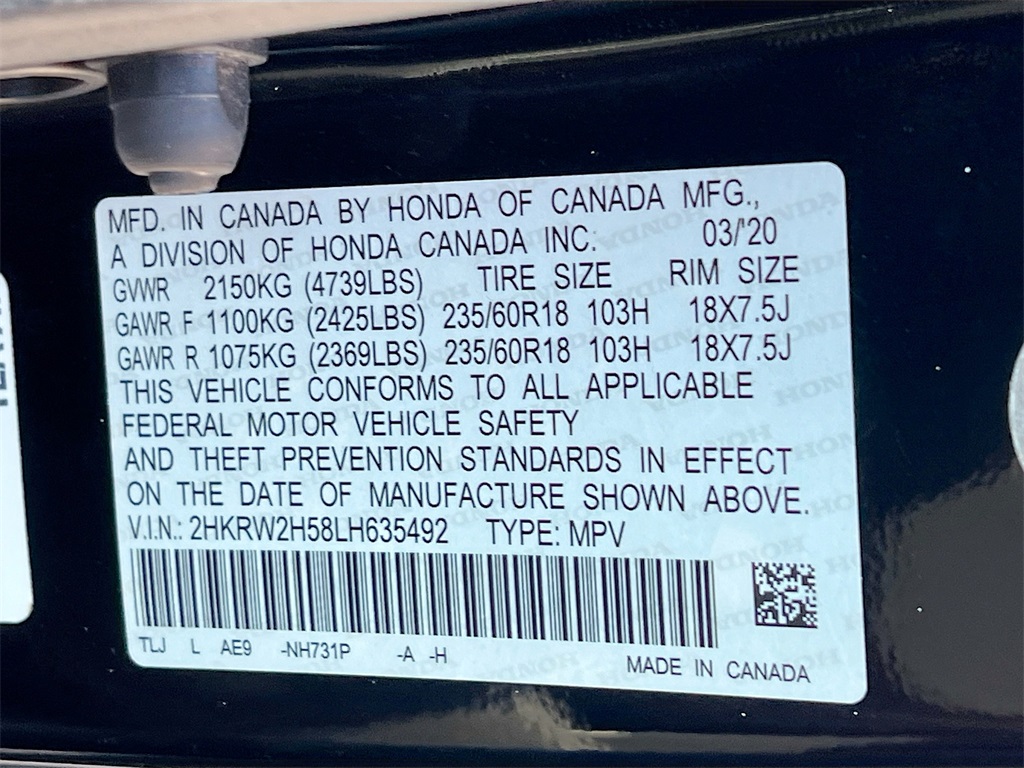 MFD. IN CANADA BY HONDA OF CANADA MFG.,
A DIVISION OF HONDA CANADA INC. 03/'20
GVWR 2150KG (4739LBS) TIRE SIZE RIM SIZE
GAWR F 1100KG (2425LBS) 235/60R18 103H 18X7.5J
GAWR R 1075KG (2369LBS) 235/60R18 103H 18X7.5J
THIS VEHICLE CONFORMS TO ALL APPLICABLE
FEDERAL MOTOR VEHICLE SAFETY
AND THEFT PREVENTION STANDARDS IN EFFECT
ON THE DATE OF MANUFACTURE SHOWN ABOVE.
V.I.N.: 2HKRW2H58LH635492 TYPE: MPV
TLJ L AE9 -NH731P -A -H
MADE IN CANADA